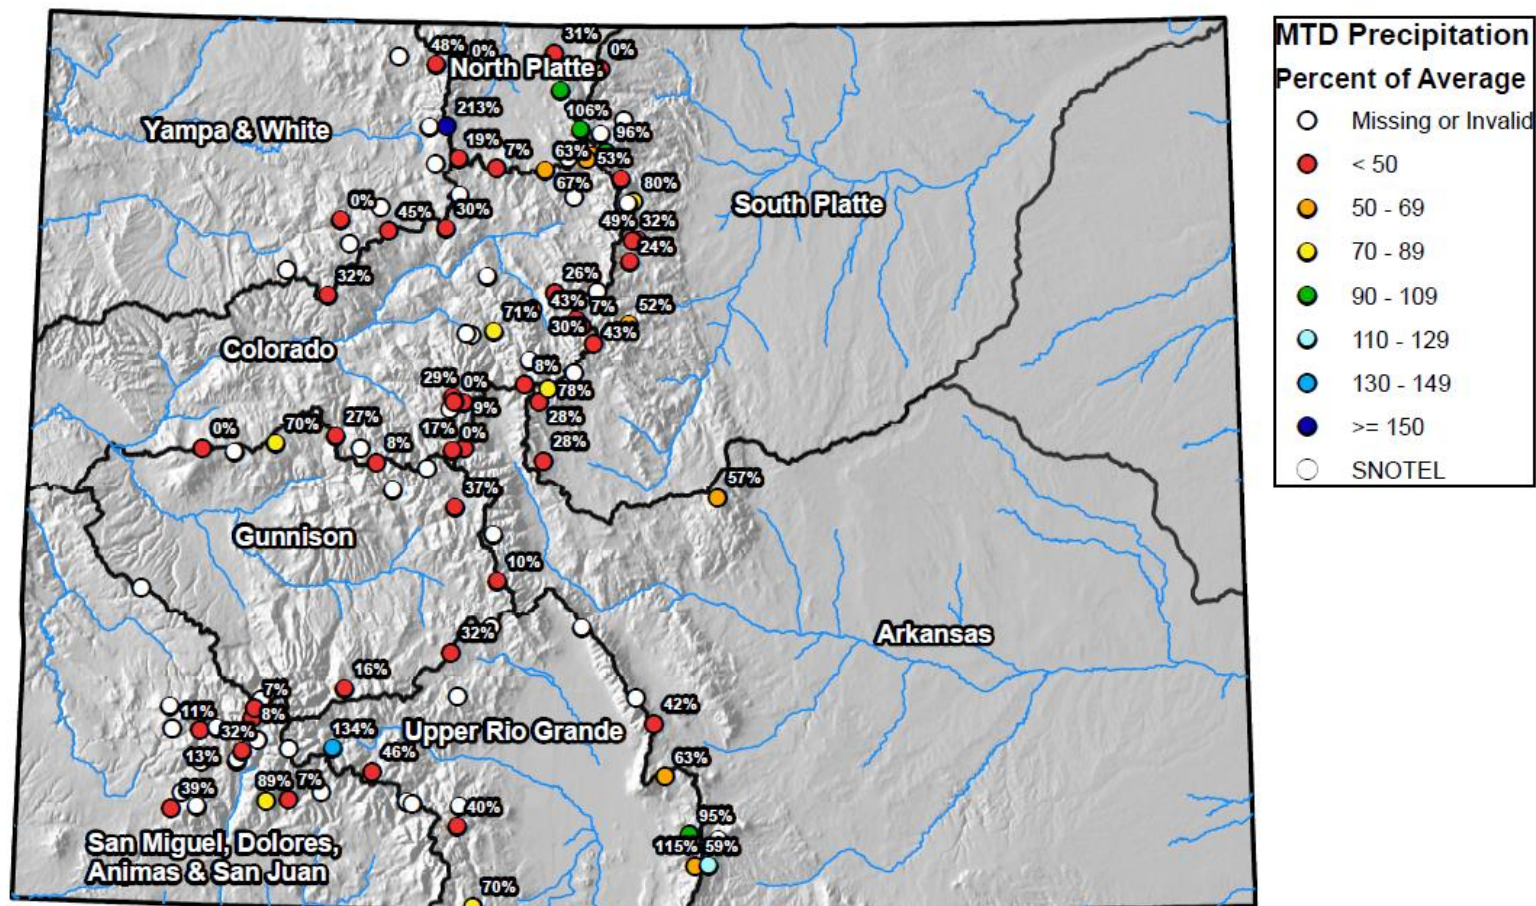 MTD Precipitation
Percent of Average
Missing or Invalid
< 50
50 - 69
70 - 89
90 - 109
110 - 129
130 - 149
>= 150
SNOTEL
31%
48% 0% 0%
North Platte
213% 106%
Yampa & White
96%
19% 7% 63% 53%
67% 80%
South Platte
0% 45% 30% 49% 32%
24%
32% 26%
43% 7% 52%
71% 30% 43%
Colorado
8%
29% 0% 78%
9% 28%
0% 70% 27% 17% 0%
8% 28%
37% 57%
Gunnison
10%
32%
Arkansas
16%
7%
11% 8% 42%
32% 134% Upper Rio Grande
13% 46%
89% 7% 63%
39% 40%
95%
San Miguel, Dolores,
Animas & San Juan
115% 59%
70%